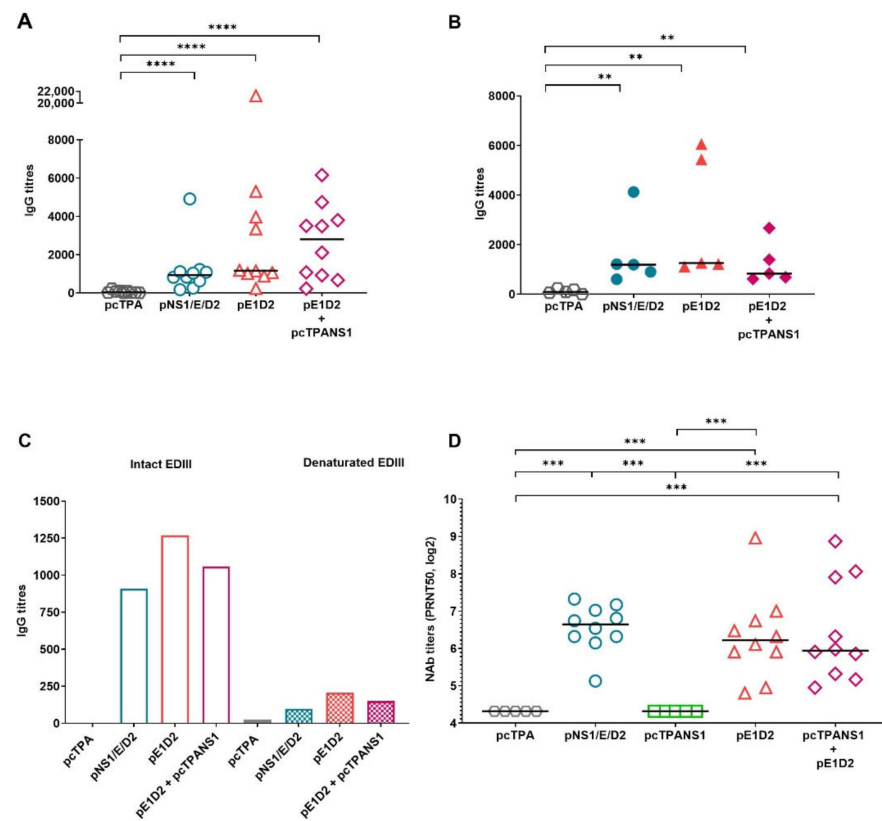 A
****
****
****
22,000
20,000
8000
6000
4000
2000
0
IgG titres
pcTPA
pNS1/E/D2
pE1D2
pE1D2
+
pcTPANS1
B
**
**
**
8000
6000
4000
2000
0
IgG titres
pcTPA
pNS1/E/D2
pE1D2
pE1D2
+
pcTPANS1
C
Intact EDIII
Denaturated EDIII
1500
1250
1000
750
500
250
0
IgG titres
pcTPA
pNS1/E/D2
pE1D2
pE1D2 + pcTPANS1
pcTPA
pNS1/E/D2
pE1D2
pE1D2 + pcTPANS1
D
***
***
*** *** ***
***
10
9
8
7
6
5
4
NAb titers (PRNT50, log2)
pcTPA
pNS1/E/D2
pcTPANS1
pE1D2
pcTPANS1
+
pE1D2